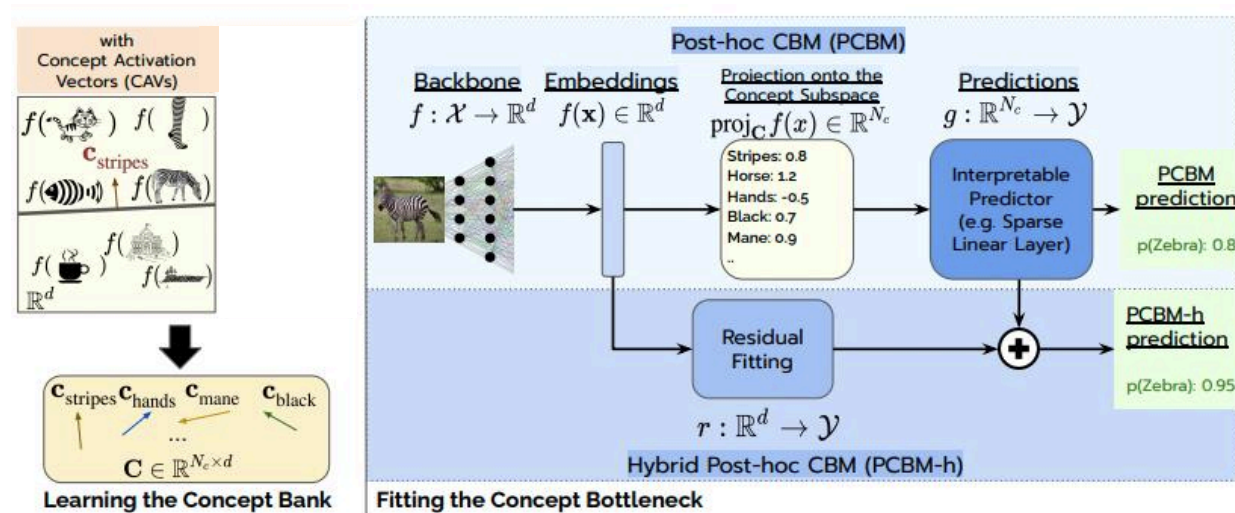 with
Concept Activation
Vectors (CAVs)
f( ) f( )
c_stripes
f( ) f( )
f( )
f( ) f( )
ℝ^d
c_stripes c_hands c_mane c_black
...
C ∈ ℝ^{N_c×d}
Learning the Concept Bank
Post-hoc CBM (PCBM)
Backbone
f : 𝒳 → ℝ^d
Embeddings
f(x) ∈ ℝ^d
Projection onto the
Concept Subspace
proj_C f(x) ∈ ℝ^{N_c}
Stripes: 0.8
Horse: 1.2
Hands: -0.5
Black: 0.7
Mane: 0.9
..
Predictions
g : ℝ^{N_c} → 𝒴
Interpretable
Predictor
(e.g. Sparse
Linear Layer)
PCBM
prediction
p(Zebra): 0.8
Residual
Fitting
r : ℝ^d → 𝒴
+
PCBM-h
prediction
p(Zebra): 0.95
Hybrid Post-hoc CBM (PCBM-h)
Fitting the Concept Bottleneck